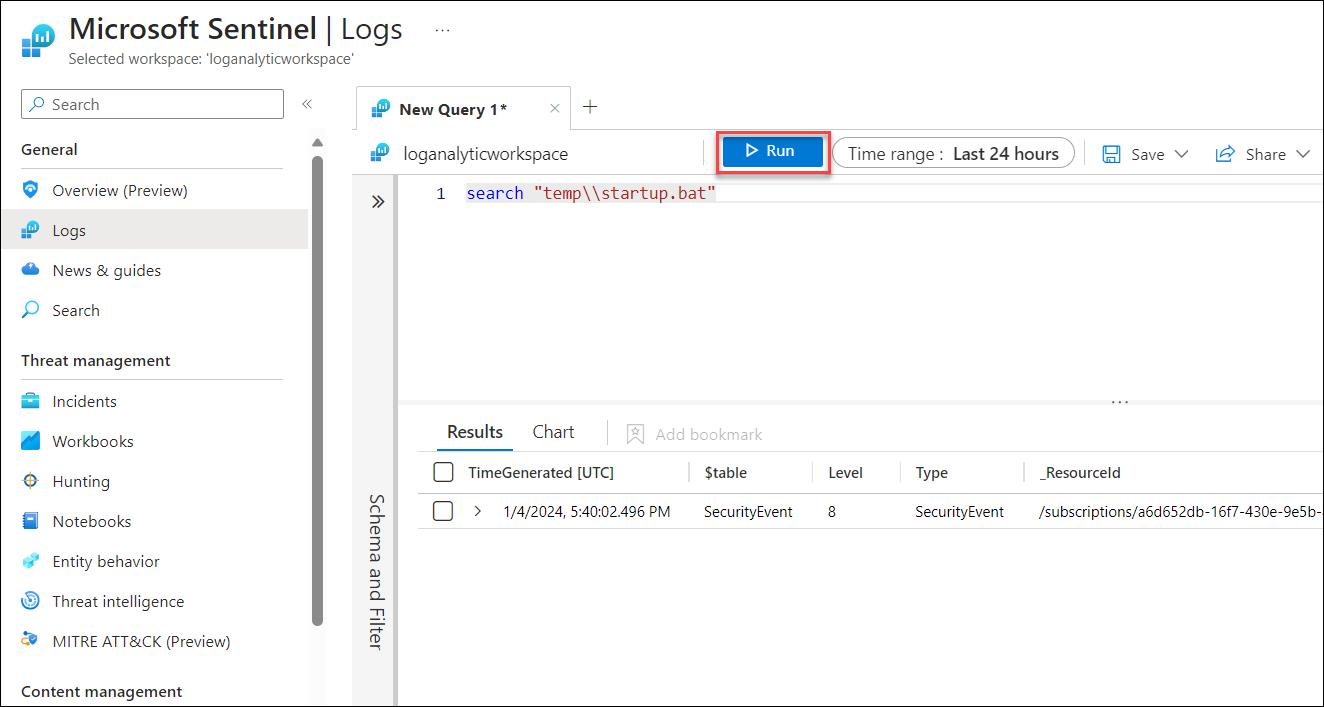 Microsoft Sentinel | Logs ...
Selected workspace: 'loganalyticworkspace'
Search
«
General
Overview (Preview)
Logs
News & guides
Search
Threat management
Incidents
Workbooks
Hunting
Notebooks
Entity behavior
Threat intelligence
MITRE ATT&CK (Preview)
Content management
New Query 1* × +
loganalyticworkspace
Run
Time range : Last 24 hours
Save
Share
»
1 search "temp\\startup.bat"
Schema and Filter
...
Results Chart Add bookmark
TimeGenerated [UTC] $table Level Type _ResourceId
> 1/4/2024, 5:40:02.496 PM SecurityEvent 8 SecurityEvent /subscriptions/a6d652db-16f7-430e-9e5b-